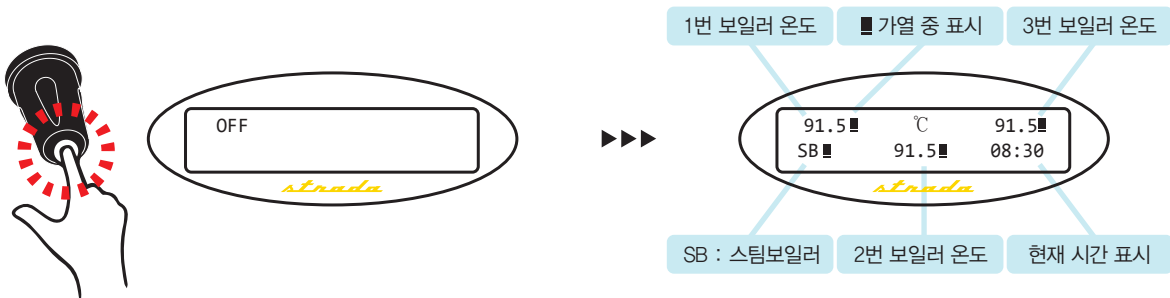 1번 보일러 온도
■ 가열 중 표시
3번 보일러 온도
OFF
strada
▶▶▶
91.5■ ℃ 91.5■
SB■ 91.5■ 08:30
strada
SB : 스팀보일러
2번 보일러 온도
현재 시간 표시